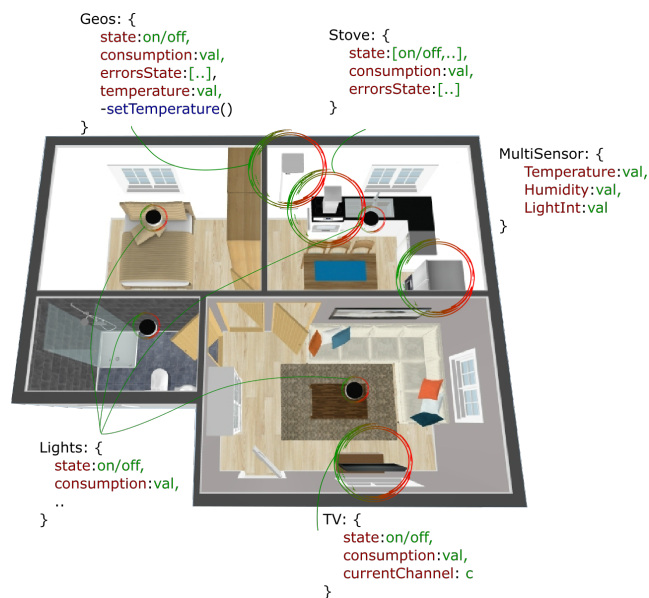 Geos: {
state:on/off,
consumption:val,
errorsState:[..],
temperature:val,
-setTemperature()
}
Stove: {
state:[on/off,..],
consumption:val,
errorsState:[..]
}
MultiSensor: {
Temperature:val,
Humidity:val,
LightInt:val
}
Lights: {
state:on/off,
consumption:val,
..
}
TV: {
state:on/off,
consumption:val,
currentChannel: c
}